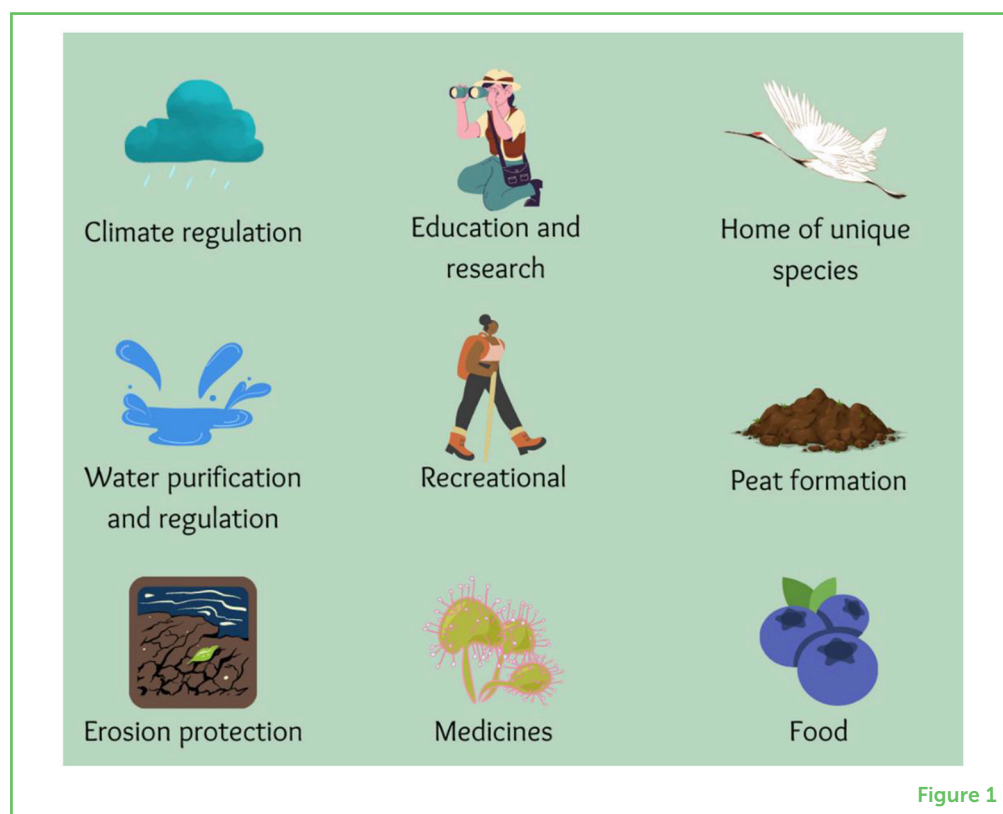 Climate regulation
Education and
research
Home of unique
species
Water purification
and regulation
Recreational
Peat formation
Erosion protection
Medicines
Food
Figure 1